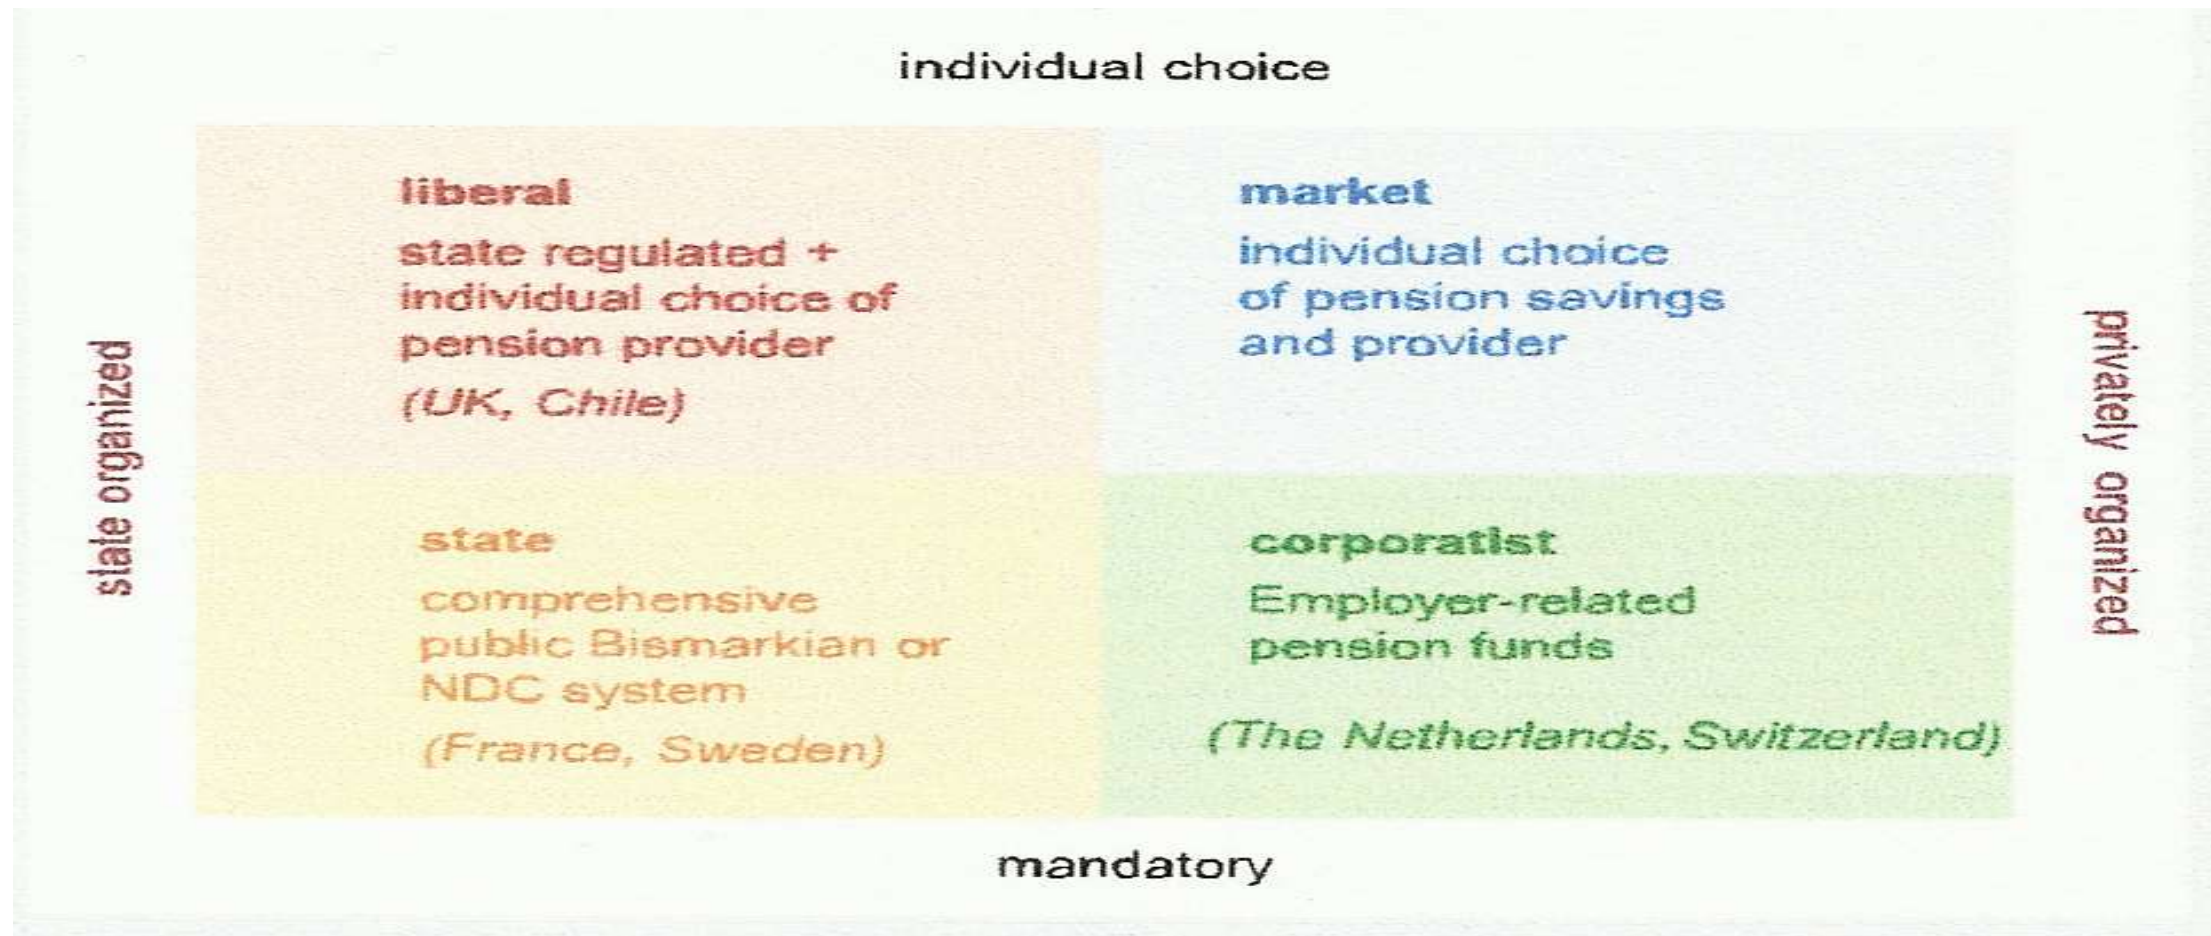 individual choice
liberal
state regulated +
individual choice of
pension provider
(UK, Chile)
market
individual choice
of pension savings
and provider
state organized
privately organized
state
comprehensive
public Bismarkian or
NDC system
(France, Sweden)
corporatist
Employer-related
pension funds
(The Netherlands, Switzerland)
mandatory